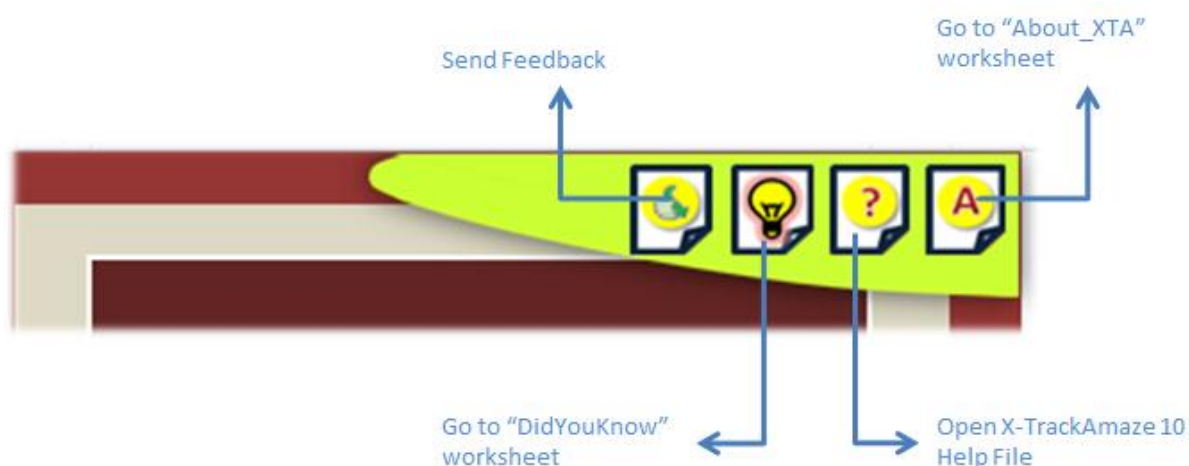 Go to “About_XTA”
worksheet
Send Feedback
?
A
Go to “DidYouKnow”
worksheet
Open X-TrackAmaze 10
Help File